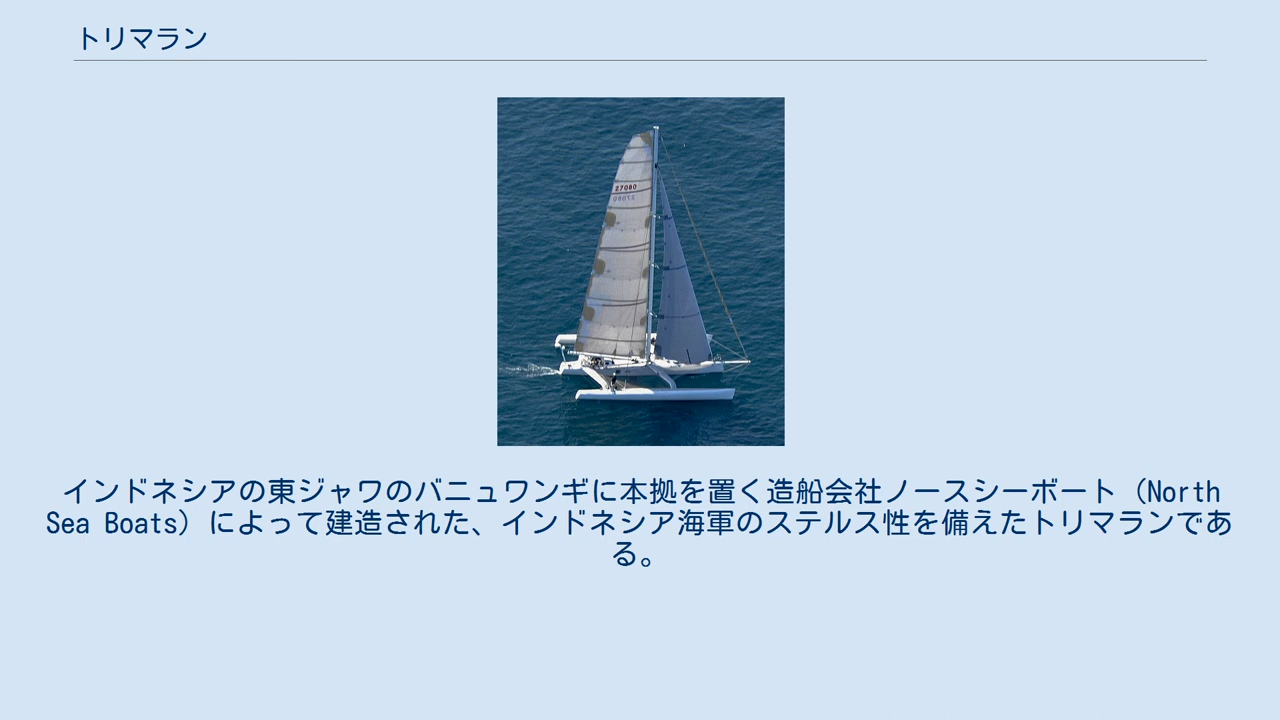 トリマラン
27080
インドネシアの東ジャワのバニュワンギに本拠を置く造船会社ノースシーボート（North
Sea Boats）によって建造された、インドネシア海軍のステルス性を備えたトリマランであ
る。